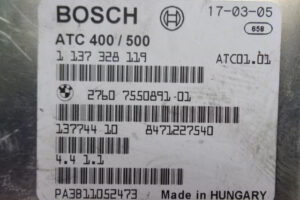 BOSCH 17-03-05
658
ATC 400 / 500
1 137 328 119 ATC01.01
2760 7550891-01
137744 10 8471227540
4.4 1.1
PA3811052473 Made in HUNGARY